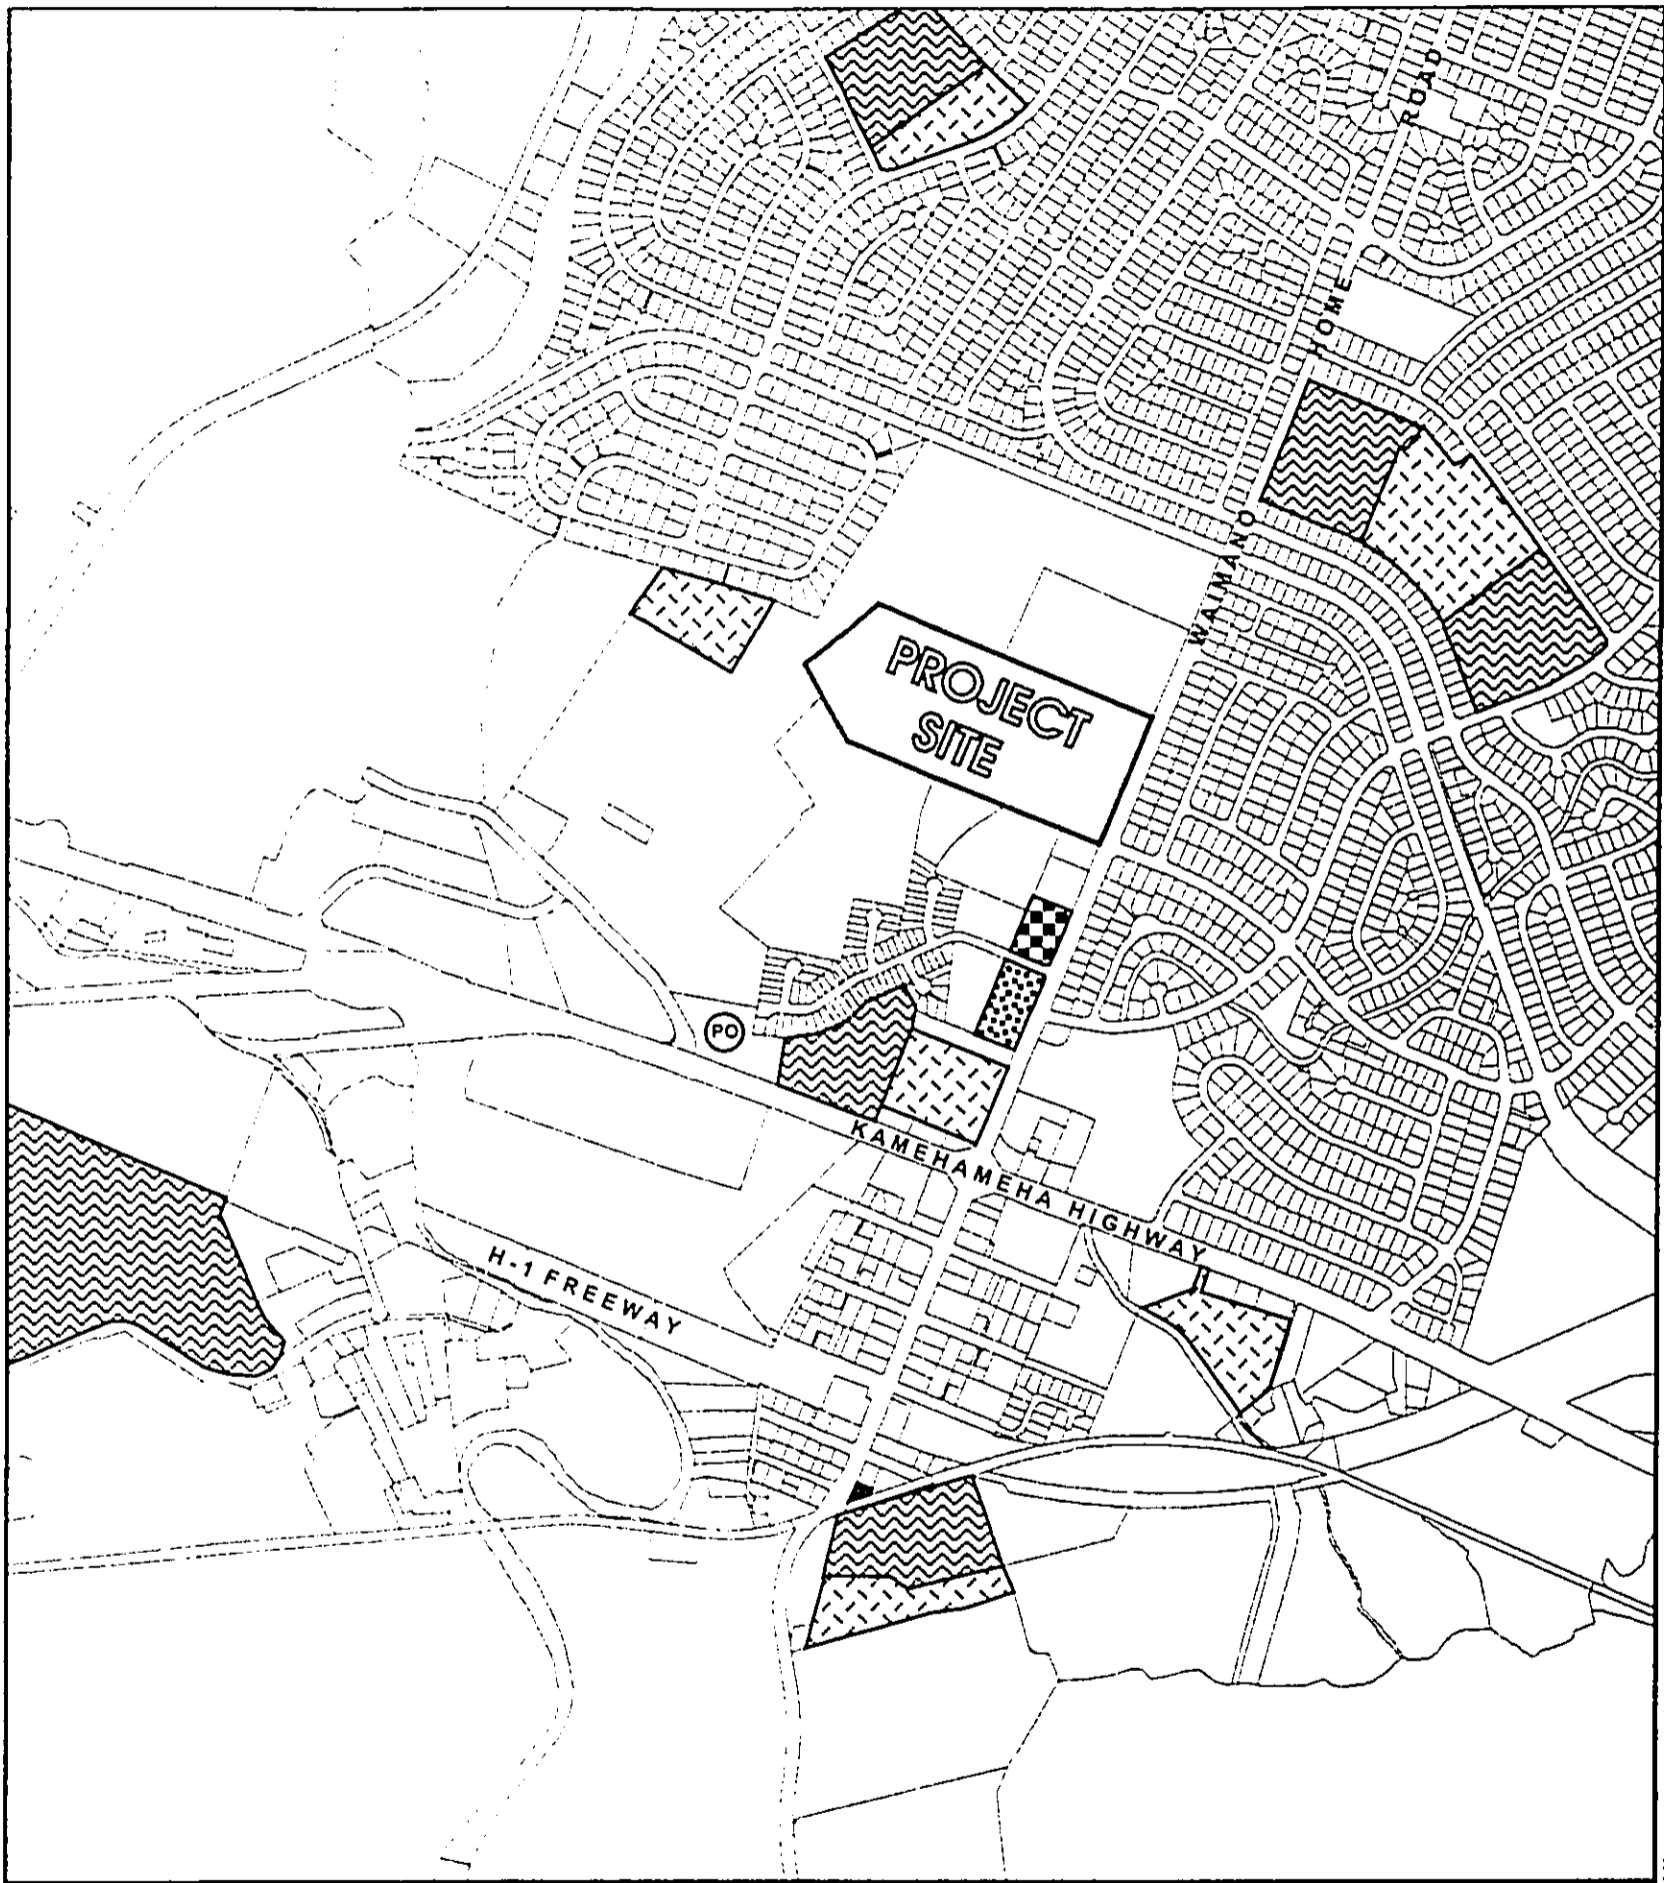 ROAD
HOME
WAIMANO
PROJECT
SITE
PO
KAMEHAMEHA HIGHWAY
H-1 FREEWAY